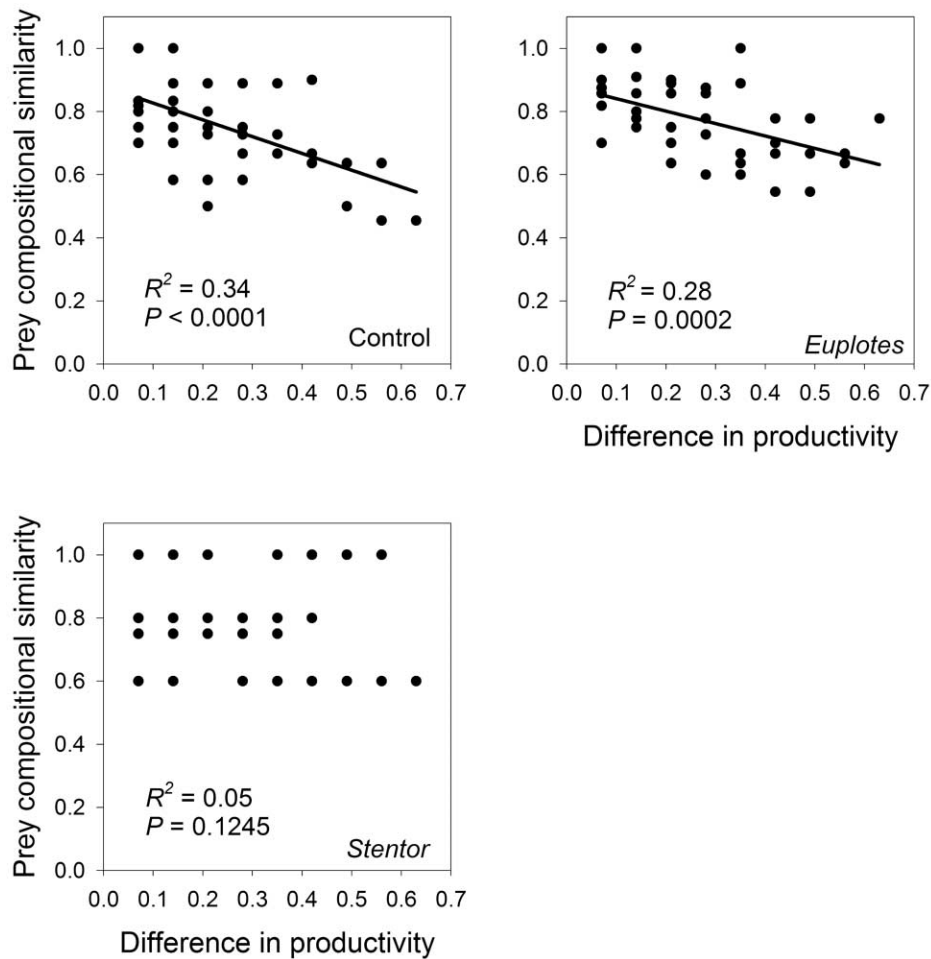 Prey compositional similarity
1.0
0.8
0.6
0.4
0.2
0.0
R² = 0.34
P < 0.0001
Control
0.0 0.1 0.2 0.3 0.4 0.5 0.6 0.7
1.0
0.8
0.6
0.4
0.2
0.0
R² = 0.28
P = 0.0002
Euplotes
0.0 0.1 0.2 0.3 0.4 0.5 0.6 0.7
Difference in productivity
Prey compositional similarity
1.0
0.8
0.6
0.4
0.2
0.0
R² = 0.05
P = 0.1245
Stentor
0.0 0.1 0.2 0.3 0.4 0.5 0.6 0.7
Difference in productivity